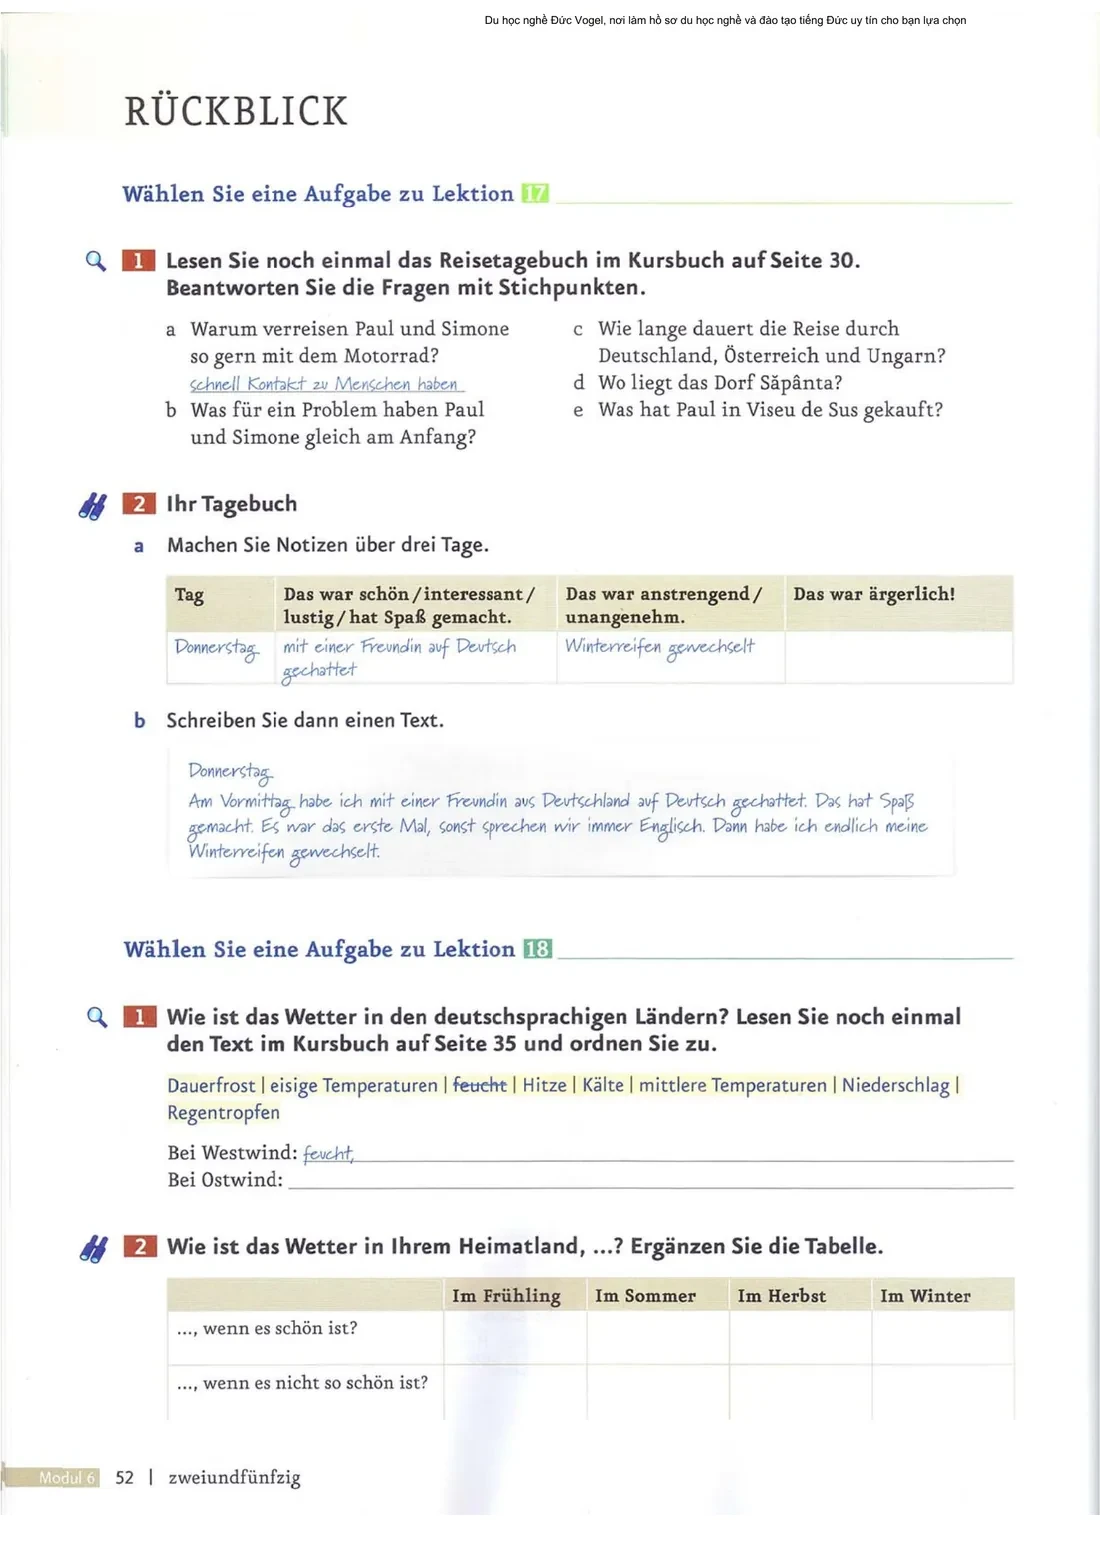 Du học nghề Đức Vogel, nơi làm hồ sơ du học nghề và đào tạo tiếng Đức uy tín cho bạn lựa chọn
RÜCKBLICK
Wählen Sie eine Aufgabe zu Lektion 17
1 Lesen Sie noch einmal das Reisetagebuch im Kursbuch auf Seite 30.
Beantworten Sie die Fragen mit Stichpunkten.
a Warum verreisen Paul und Simone
so gern mit dem Motorrad?
schnell Kontakt zu Menschen haben
b Was für ein Problem haben Paul
und Simone gleich am Anfang?
c Wie lange dauert die Reise durch
Deutschland, Österreich und Ungarn?
d Wo liegt das Dorf Săpânta?
e Was hat Paul in Viseu de Sus gekauft?
2 Ihr Tagebuch
a Machen Sie Notizen über drei Tage.
Tag
Das war schön/interessant/
lustig/hat Spaß gemacht.
Das war anstrengend/
unangenehm.
Das war ärgerlich!
Donnerstag
mit einer Freundin auf Deutsch
gechattet
Winterreifen gewechselt
b Schreiben Sie dann einen Text.
Donnerstag
Am Vormittag habe ich mit einer Freundin aus Deutschland auf Deutsch gechattet. Das hat Spaß
gemacht. Es war das erste Mal, sonst sprechen wir immer Englisch. Dann habe ich endlich meine
Winterreifen gewechselt.
Wählen Sie eine Aufgabe zu Lektion 18
1 Wie ist das Wetter in den deutschsprachigen Ländern? Lesen Sie noch einmal
den Text im Kursbuch auf Seite 35 und ordnen Sie zu.
Dauerfrost | eisige Temperaturen | feucht | Hitze | Kälte | mittlere Temperaturen | Niederschlag |
Regentropfen
Bei Westwind: feucht,
Bei Ostwind:
2 Wie ist das Wetter in Ihrem Heimatland, ...? Ergänzen Sie die Tabelle.
Im Frühling Im Sommer Im Herbst Im Winter
..., wenn es schön ist?
..., wenn es nicht so schön ist?
Modul 6 52 | zweiundfünfzig